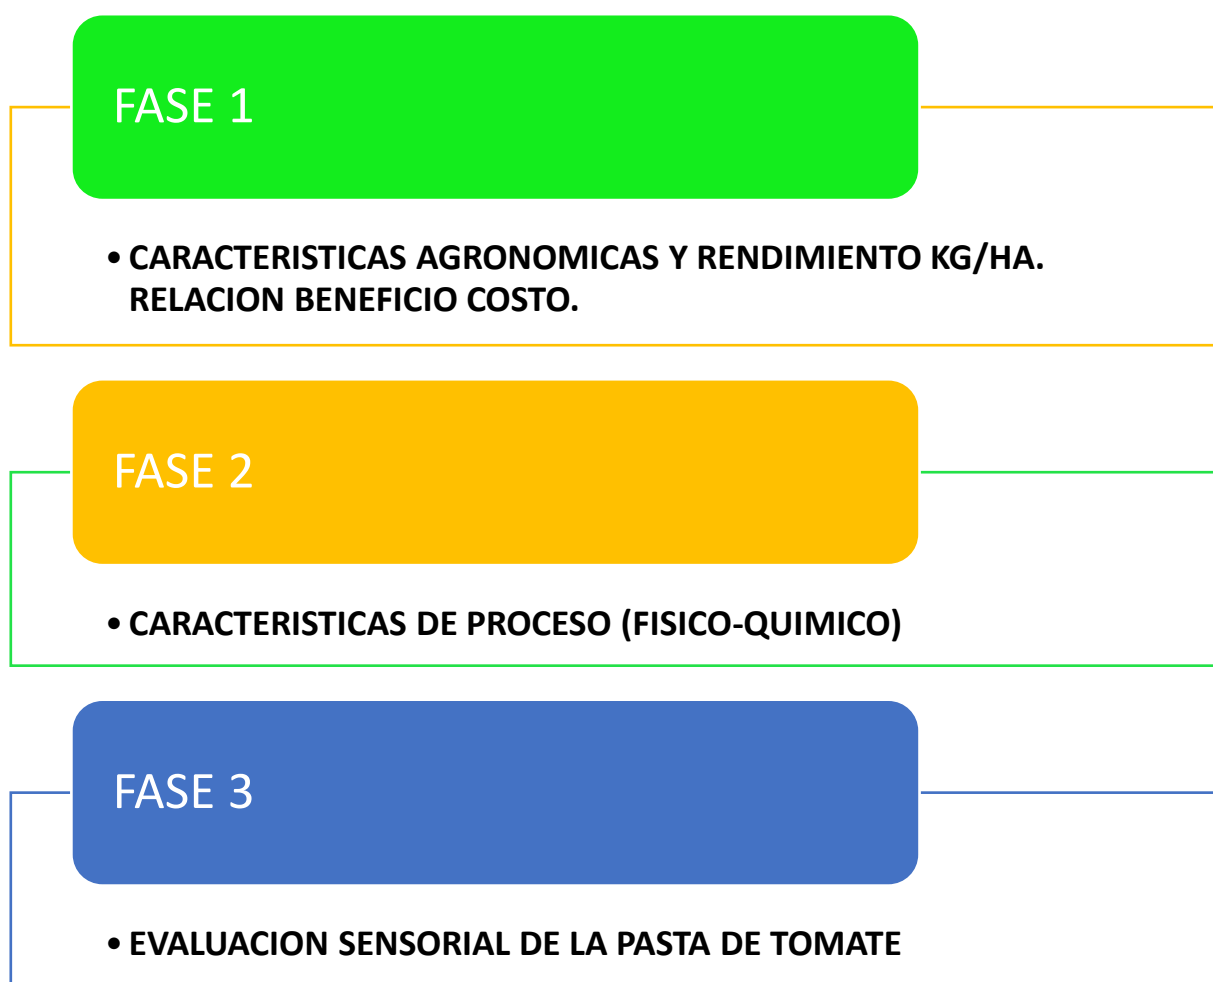 FASE 1
• CARACTERISTICAS AGRONOMICAS Y RENDIMIENTO KG/HA.
RELACION BENEFICIO COSTO.
FASE 2
• CARACTERISTICAS DE PROCESO (FISICO-QUIMICO)
FASE 3
• EVALUACION SENSORIAL DE LA PASTA DE TOMATE